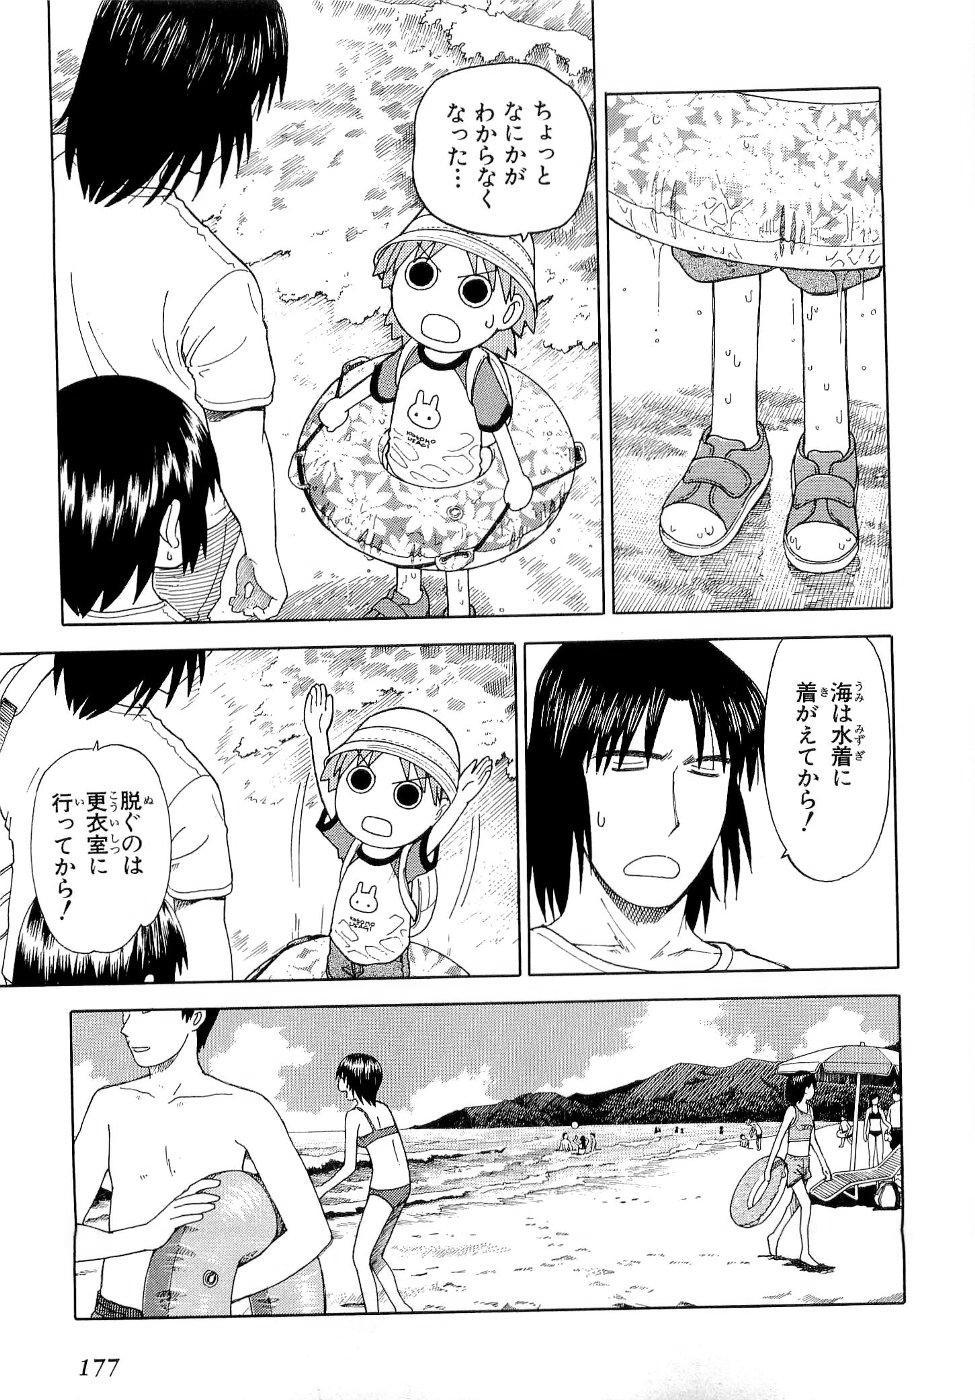 ちょっと
なにかが
わからなく
なった…
海は水着に
着がえてから!
脱ぐのは
更衣室に
行ってから!
177